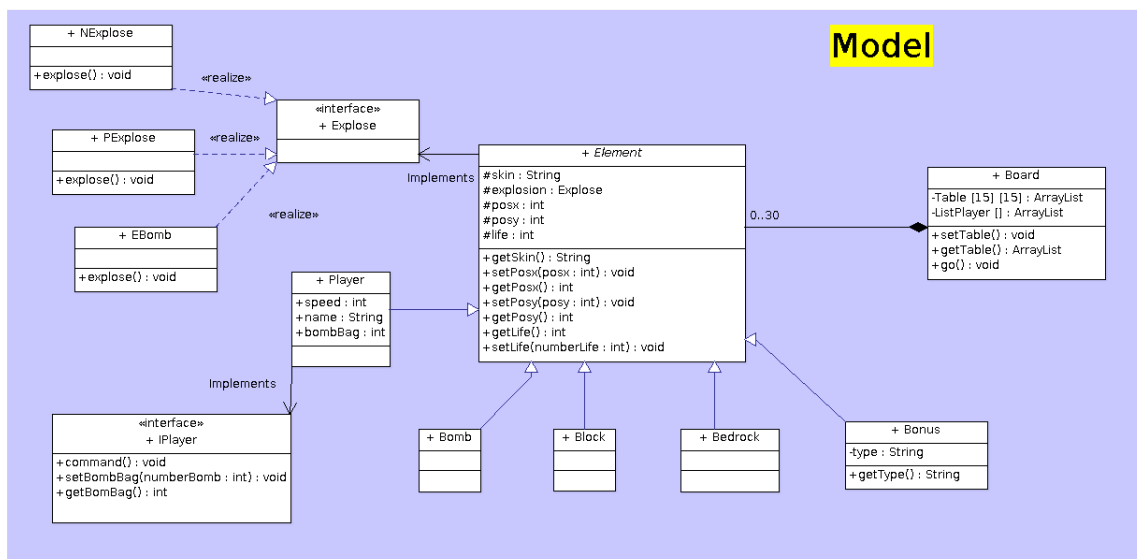 Model
+ NExplose
+explose() : void
«realize»
«interface»
+ Explose
+ PExplose
+explose() : void
«realize»
+ EBomb
+explose() : void
«realize»
Implements
+ Element
#skin : String
#explosion : Explose
#posx : int
#posy : int
#life : int
+getSkin() : String
+setPosx(posx : int) : void
+getPosx() : int
+setPosy(posy : int) : void
+getPosy() : int
+getLife() : int
+setLife(numberLife : int) : void
0..30
+ Board
-Table [15] [15] : ArrayList
-ListPlayer [] : ArrayList
+setTable() : void
+getTable() : ArrayList
+go() : void
+ Player
+speed : int
+name : String
+bombBag : int
Implements
«interface»
+ IPlayer
+command() : void
+setBombBag(numberBomb : int) : void
+getBomBag() : int
+ Bomb
+ Block
+ Bedrock
+ Bonus
-type : String
+getType() : String